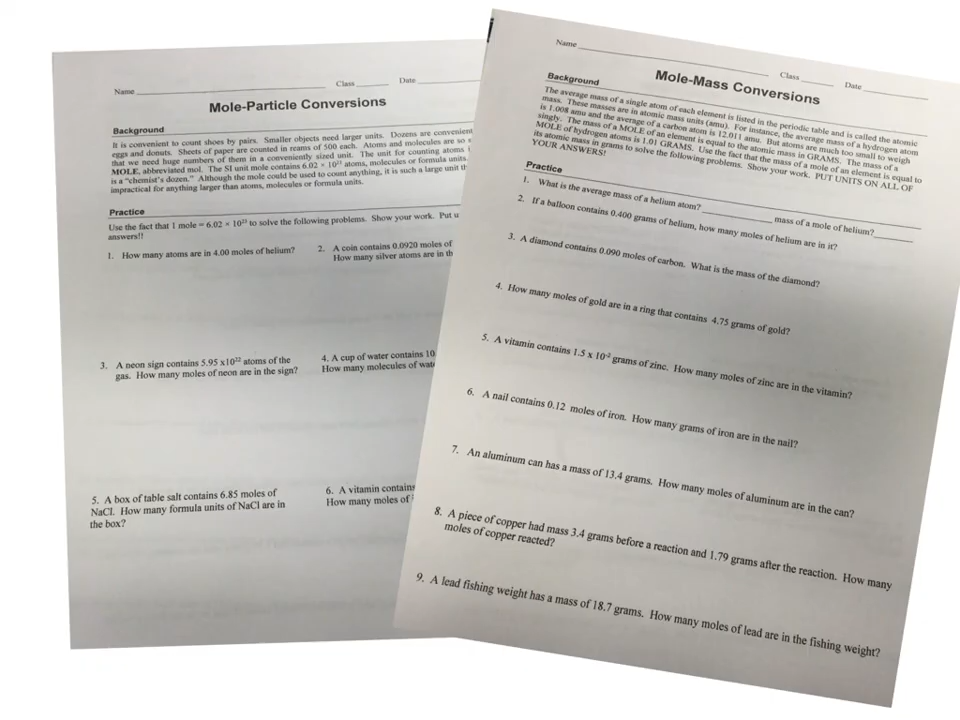 Name
Class
Date
Mole-Particle Conversions
Background
It is convenient to count shoes by pairs. Smaller objects need larger units. Dozens are convenient
eggs and donuts. Sheets of paper are counted in reams of 500 each. Atoms and molecules are so
that we need huge numbers of them in a conveniently sized unit. The unit for counting atoms
MOLE, abbreviated mol. The SI unit mole contains 6.02 × 10²³ atoms, molecules or formula units.
is a “chemist’s dozen.” Although the mole could be used to count anything, it is such a large unit
impractical for anything larger than atoms, molecules or formula units.
Practice
Use the fact that 1 mole = 6.02 × 10²³ to solve the following problems. Show your work. Put
answers!!
1. How many atoms are in 4.00 moles of helium?
2. A coin contains 0.0920 moles of
How many silver atoms are in
3. A neon sign contains 5.95 x10²² atoms of the
gas. How many moles of neon are in the sign?
4. A cup of water contains 10
How many molecules of
5. A box of table salt contains 6.85 moles of
NaCl. How many formula units of NaCl are in
the box?
6. A vitamin contains
How many moles of
Name
Class
Date
Mole-Mass Conversions
Background
The average mass of a single atom of each element is listed in the periodic table and is called the atomic
mass. These masses are in atomic mass units (amu). For instance, the average mass of a hydrogen atom
is 1.008 amu and the average of a carbon atom is 12.011 amu. But atoms are much too small to weigh
singly. The mass of a MOLE of an element is equal to the atomic mass in GRAMS. The mass of a
MOLE of hydrogen atoms is 1.01 GRAMS. Use the fact that the mass of a mole of an element is equal to
its atomic mass in grams to solve the following problems. Show your work. PUT UNITS ON ALL OF
YOUR ANSWERS!
Practice
1. What is the average mass of a helium atom? mass of a mole of helium?
2. If a balloon contains 0.400 grams of helium, how many moles of helium are in it?
3. A diamond contains 0.090 moles of carbon. What is the mass of the diamond?
4. How many moles of gold are in a ring that contains 4.75 grams of gold?
5. A vitamin contains 1.5 x 10⁻² grams of zinc. How many moles of zinc are in the vitamin?
6. A nail contains 0.12 moles of iron. How many grams of iron are in the nail?
7. An aluminum can has a mass of 13.4 grams. How many moles of aluminum are in the can?
8. A piece of copper had mass 3.4 grams before a reaction and 1.79 grams after the reaction. How many
moles of copper reacted?
9. A lead fishing weight has a mass of 18.7 grams. How many moles of lead are in the fishing weight?